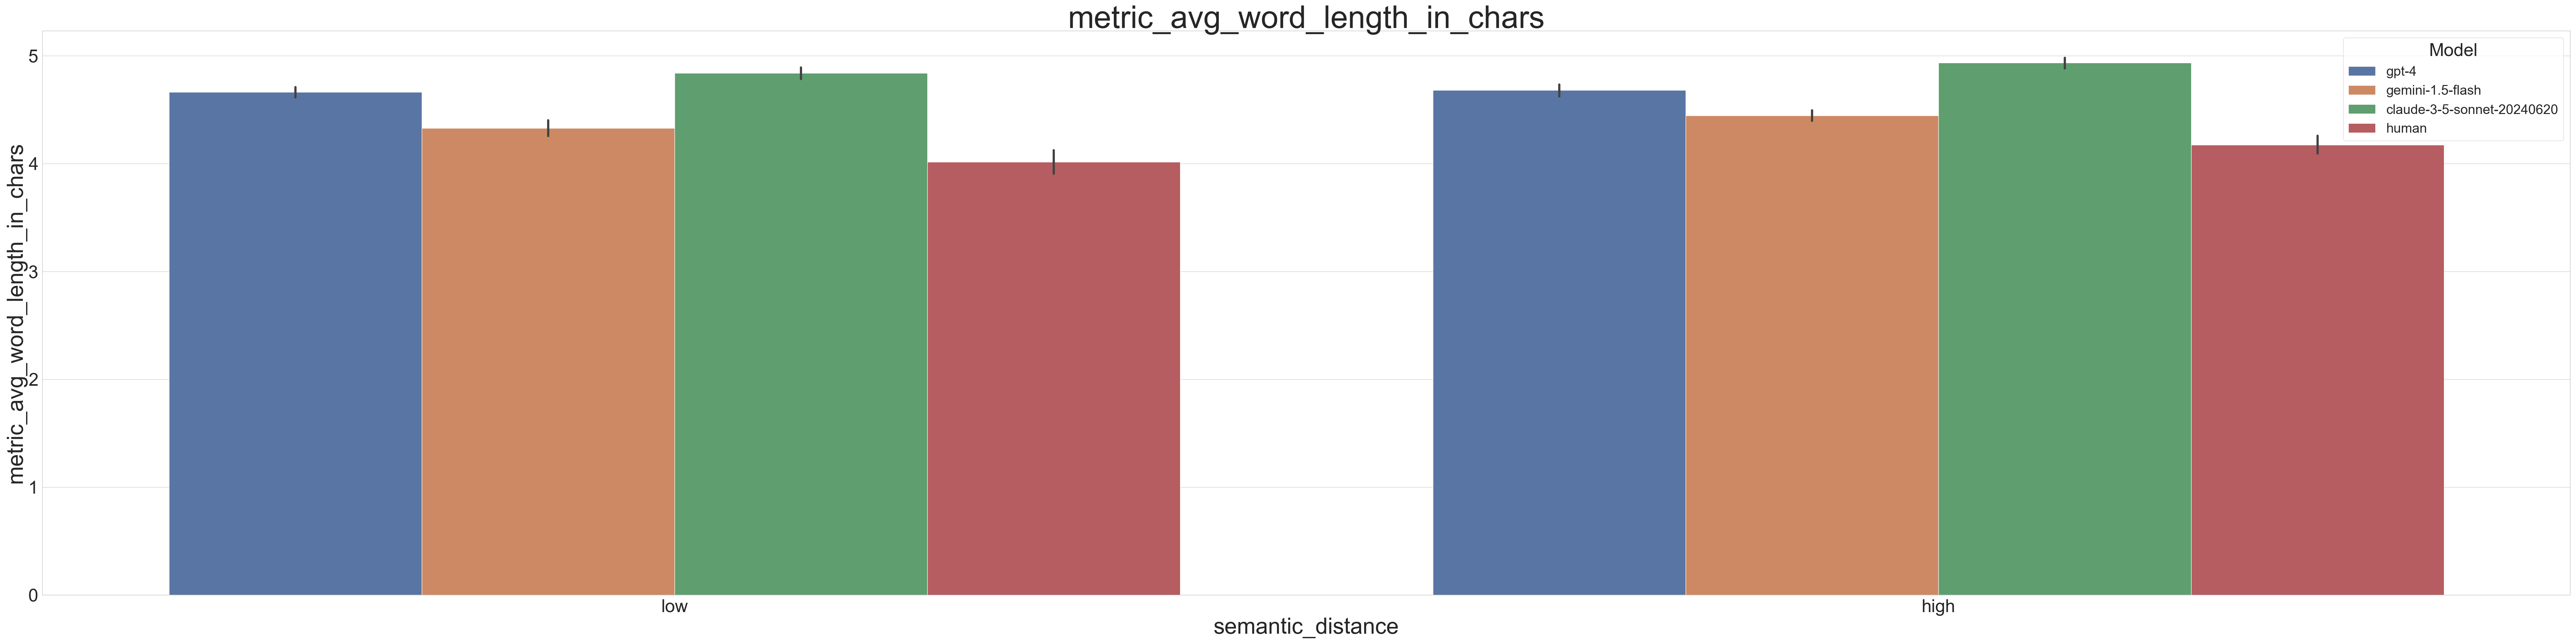 metric_avg_word_length_in_chars
metric_avg_word_length_in_chars
5
4
3
2
1
0
low
high
semantic_distance
Model
gpt-4
gemini-1.5-flash
claude-3-5-sonnet-20240620
human